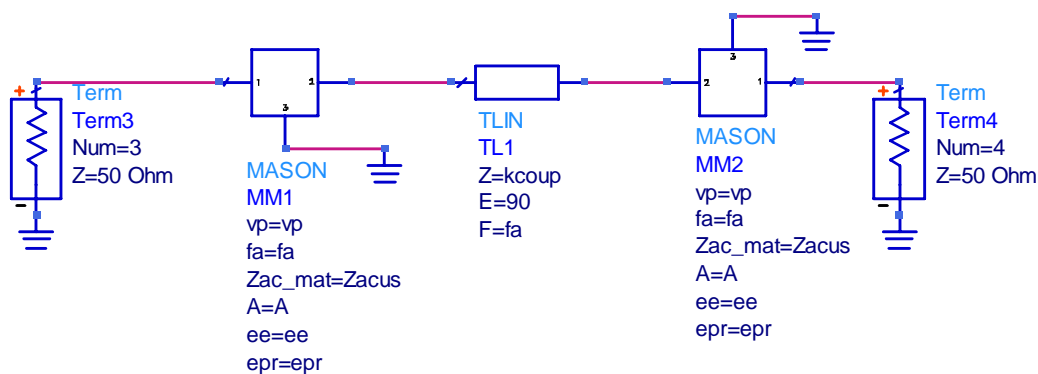 +
Term
Term3
Num=3
Z=50 Ohm
-
1
2
3
MASON
MM1
vp=vp
fa=fa
Zac_mat=Zacus
A=A
ee=ee
epr=epr
TLIN
TL1
Z=kcoup
E=90
F=fa
3
2
1
MASON
MM2
vp=vp
fa=fa
Zac_mat=Zacus
A=A
ee=ee
epr=epr
+
Term
Term4
Num=4
Z=50 Ohm
-